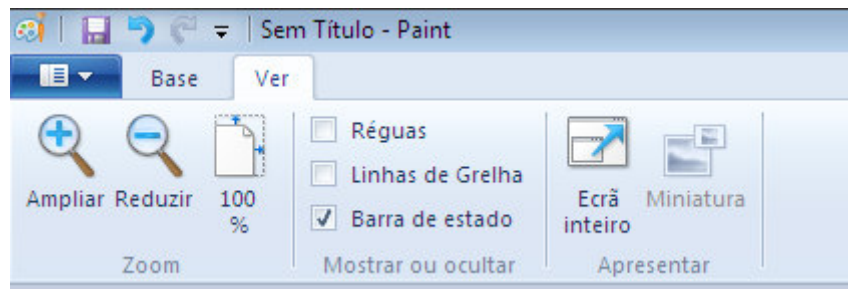 Sem Título - Paint
Base Ver
Réguas
Linhas de Grelha
Barra de estado
Ampliar Reduzir 100
%
Ecrã
inteiro
Miniatura
Zoom Mostrar ou ocultar Apresentar